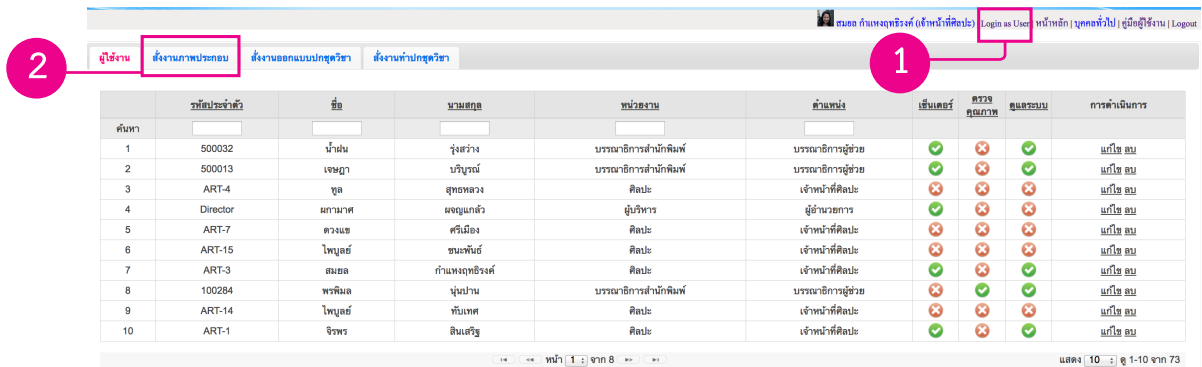 สมยล กำแหงฤทธิรงค์ (เจ้าหน้าที่ศิลปะ) | Login as User | หน้าหลัก | บุคคลทั่วไป | คู่มือผู้ใช้งาน | Logout
1
2
ผู้ใช้งาน สั่งงานภาพประกอบ สั่งงานออกแบบปกชุดวิชา สั่งงานทำปกชุดวิชา
รหัสประจำตัว ชื่อ นามสกุล หน่วยงาน ตำแหน่ง เซ็นเตอร์ ตรวจคุณภาพ ดูแลระบบ การดำเนินการ
ค้นหา
1 500032 น้ำฝน รุ่งสว่าง บรรณาธิการสำนักพิมพ์ บรรณาธิการผู้ช่วย แก้ไข ลบ
2 500013 เจษฎา บริบูรณ์ บรรณาธิการสำนักพิมพ์ บรรณาธิการผู้ช่วย แก้ไข ลบ
3 ART-4 ทูล สุทธหลวง ศิลปะ เจ้าหน้าที่ศิลปะ แก้ไข ลบ
4 Director ผกามาศ ผจญแกล้ว ผู้บริหาร ผู้อำนวยการ แก้ไข ลบ
5 ART-7 ดวงแข ศรีเมือง ศิลปะ เจ้าหน้าที่ศิลปะ แก้ไข ลบ
6 ART-15 ไพบูลย์ ชนะพันธ์ ศิลปะ เจ้าหน้าที่ศิลปะ แก้ไข ลบ
7 ART-3 สมยล กำแหงฤทธิรงค์ ศิลปะ เจ้าหน้าที่ศิลปะ แก้ไข ลบ
8 100284 พรพิมล นุ่นปาน บรรณาธิการสำนักพิมพ์ บรรณาธิการผู้ช่วย แก้ไข ลบ
9 ART-14 ไพบูลย์ ทับเทศ ศิลปะ เจ้าหน้าที่ศิลปะ แก้ไข ลบ
10 ART-1 จิรพร สินเสริฐ ศิลปะ เจ้าหน้าที่ศิลปะ แก้ไข ลบ
หน้า 1 จาก 8 แสดง 10 ดู 1-10 จาก 73